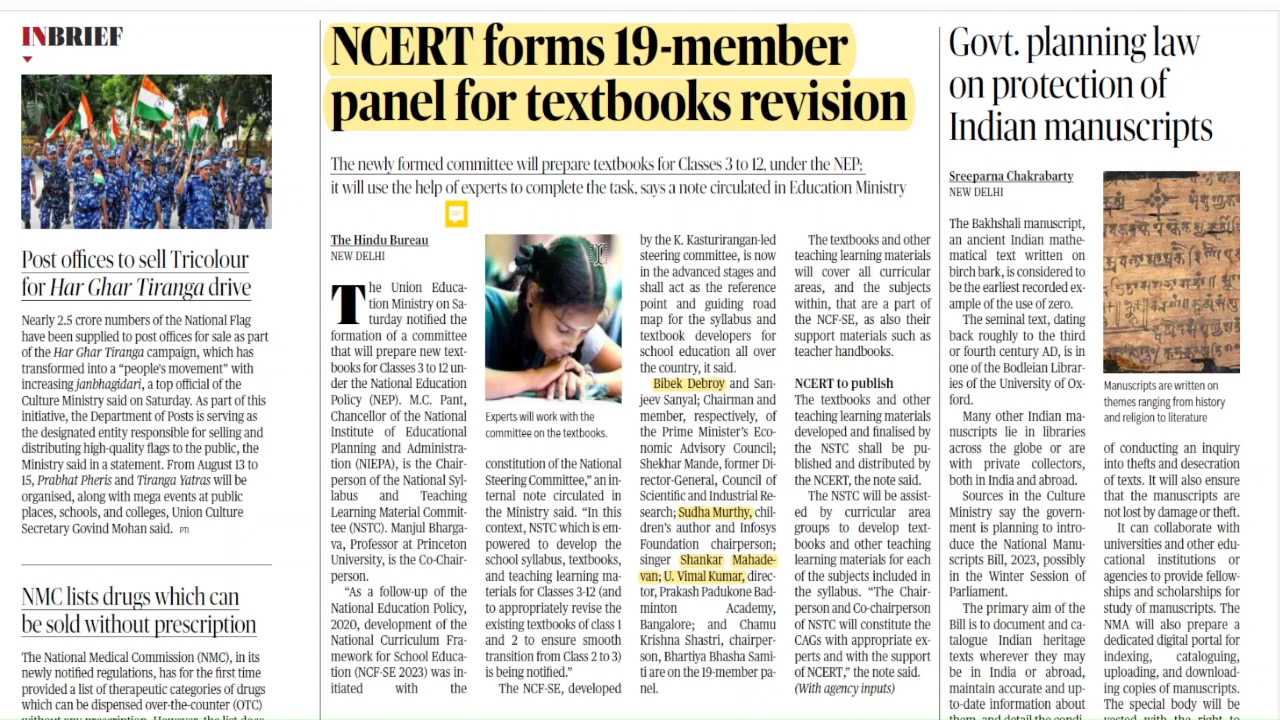 INBRIEF
Post offices to sell Tricolour
for Har Ghar Tiranga drive
Nearly 2.5 crore numbers of the National Flag
have been supplied to post offices for sale as part
of the Har Ghar Tiranga campaign, which has
transformed into a “people’s movement” with
increasing janbhagidari, a top official of the
Culture Ministry said on Saturday. As part of this
initiative, the Department of Posts is serving as
the designated entity responsible for selling and
distributing high-quality flags to the public, the
Ministry said in a statement. From August 13 to
15, Prabhat Pheris and Tiranga Yatras will be
organised, along with mega events at public
places, schools, and colleges, Union Culture
Secretary Govind Mohan said. PTI
NMC lists drugs which can
be sold without prescription
The National Medical Commission (NMC), in its
newly notified regulations, has for the first time
provided a list of therapeutic categories of drugs
which can be dispensed over-the-counter (OTC)
without any prescription. However, the list does
NCERT forms 19-member
panel for textbooks revision
The newly formed committee will prepare textbooks for Classes 3 to 12, under the NEP;
it will use the help of experts to complete the task, says a note circulated in Education Ministry
The Hindu Bureau
NEW DELHI
The Union Educa-
tion Ministry on Sa-
turday notified the
formation of a committee
that will prepare new text-
books for Classes 3 to 12 un-
der the National Education
Policy (NEP). M.C. Pant,
Chancellor of the National
Institute of Educational
Planning and Administra-
tion (NIEPA), is the Chair-
person of the National Syl-
labus and Teaching
Learning Material Commit-
tee (NSTC). Manjul Bharga-
va, Professor at Princeton
University, is the Co-Chair-
person.
“As a follow-up of the
National Education Policy,
2020, development of the
National Curriculum Fra-
mework for School Educa-
tion (NCF-SE 2023) was in-
itiated with the
Experts will work with the
committee on the textbooks.
constitution of the National
Steering Committee,” an in-
ternal note circulated in
the Ministry said. “In this
context, NSTC which is em-
powered to develop the
school syllabus, textbooks,
and teaching learning ma-
terials for Classes 3-12 (and
to appropriately revise the
existing textbooks of class 1
and 2 to ensure smooth
transition from Class 2 to 3)
is being notified.”
The NCF-SE, developed
by the K. Kasturirangan-led
steering committee, is now
in the advanced stages and
shall act as the reference
point and guiding road
map for the syllabus and
textbook developers for
school education all over
the country, it said.
Bibek Debroy and San-
jeev Sanyal; Chairman and
member, respectively, of
the Prime Minister’s Eco-
nomic Advisory Council;
Shekhar Mande, former Di-
rector-General, Council of
Scientific and Industrial Re-
search; Sudha Murthy, chil-
dren’s author and Infosys
Foundation chairperson;
singer Shankar Mahade-
van; U. Vimal Kumar, direc-
tor, Prakash Padukone Bad-
minton Academy,
Bangalore; and Chamu
Krishna Shastri, chairper-
son, Bhartiya Bhasha Sami-
ti are on the 19-member pa-
nel.
The textbooks and other
teaching learning materials
will cover all curricular
areas, and the subjects
within, that are a part of
the NCF-SE, as also their
support materials such as
teacher handbooks.
NCERT to publish
The textbooks and other
teaching learning materials
developed and finalised by
the NSTC shall be pu-
blished and distributed by
the NCERT, the note said.
The NSTC will be assist-
ed by curricular area
groups to develop text-
books and other teaching
learning materials for each
of the subjects included in
the syllabus. “The Chair-
person and Co-chairperson
of NSTC will constitute the
CAGs with appropriate ex-
perts and with the support
of NCERT,” the note said.
(With agency inputs)
Govt. planning law
on protection of
Indian manuscripts
Sreeparna Chakrabarty
NEW DELHI
The Bakhshali manuscript,
an ancient Indian mathe-
matical text written on
birch bark, is considered to
be the earliest recorded ex-
ample of the use of zero.
The seminal text, dating
back roughly to the third
or fourth century AD, is in
one of the Bodleian Librar-
ies of the University of Ox-
ford.
Many other Indian ma-
nuscripts lie in libraries
across the globe or are
with private collectors,
both in India and abroad.
Sources in the Culture
Ministry say the govern-
ment is planning to intro-
duce the National Manu-
scripts Bill, 2023, possibly
in the Winter Session of
Parliament.
The primary aim of the
Bill is to document and ca-
talogue Indian heritage
texts wherever they may
be in India or abroad,
maintain accurate and up-
to-date information about
them, and detail the condi-
Manuscripts are written on
themes ranging from history
and religion to literature
of conducting an inquiry
into thefts and desecration
of texts. It will also ensure
that the manuscripts are
not lost by damage or theft.
It can collaborate with
universities and other edu-
cational institutions or
agencies to provide fellow-
ships and scholarships for
study of manuscripts. The
NMA will also prepare a
dedicated digital portal for
indexing, cataloguing,
uploading, and download-
ing copies of manuscripts.
The special body will be
vested with the right to